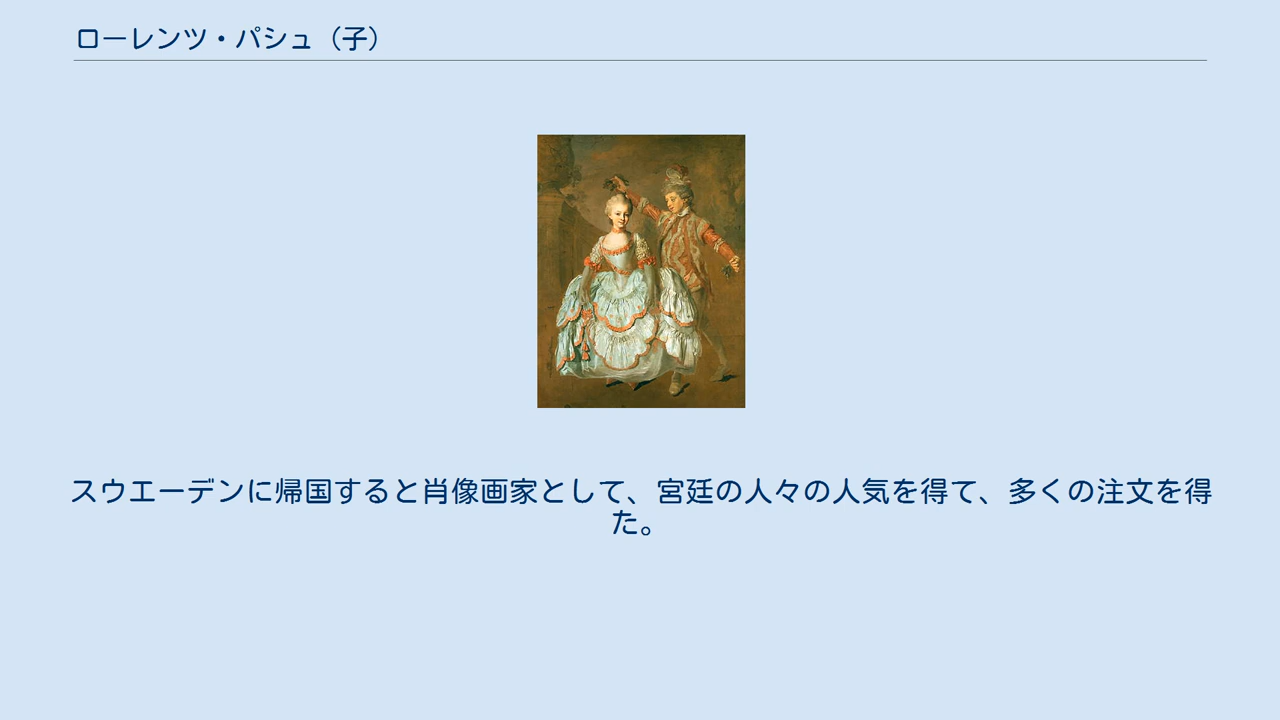 ローレンツ・パシュ（子）
スウエーデンに帰国すると肖像画家として、宮廷の人々の人気を得て、多くの注文を得
た。